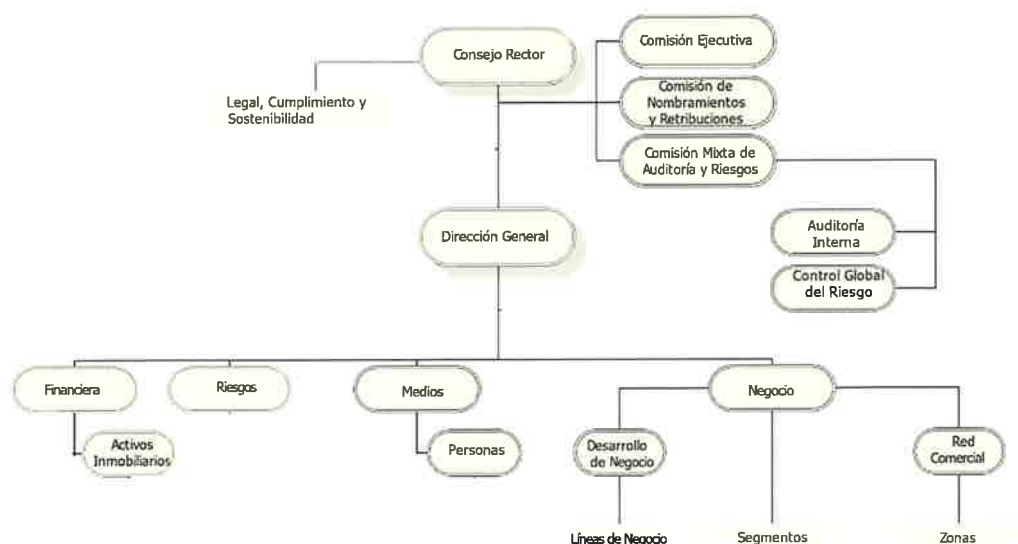 Consejo Rector
Comisión Ejecutiva
Legal, Cumplimiento y
Sostenibilidad
Comisión de
Nombramientos
y Retribuciones
Comisión Mixta de
Auditoría y Riesgos
Dirección General
Auditoría
Interna
Control Global
del Riesgo
Financiera
Riesgos
Medios
Negocio
Activos
Inmobiliarios
Personas
Desarrollo
de Negocio
Red
Comercial
Líneas de Negocio
Segmentos
Zonas